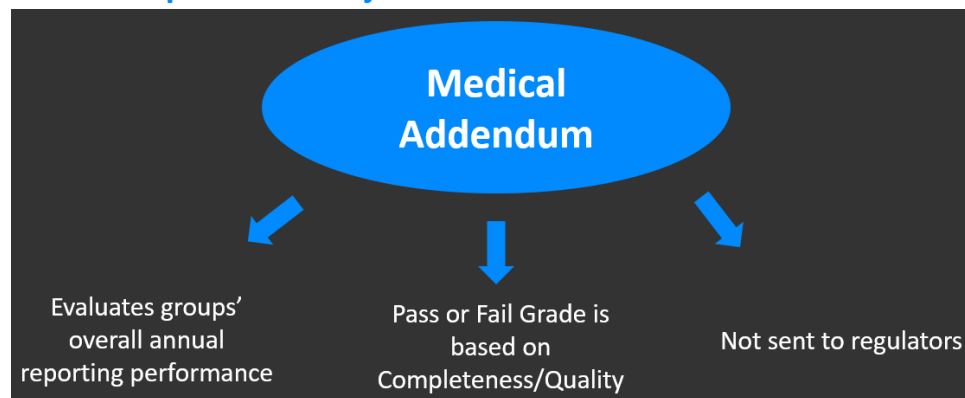 Medical
Addendum
Evaluates groups'
overall annual
reporting performance
Pass or Fail Grade is
based on
Completeness/Quality
Not sent to regulators